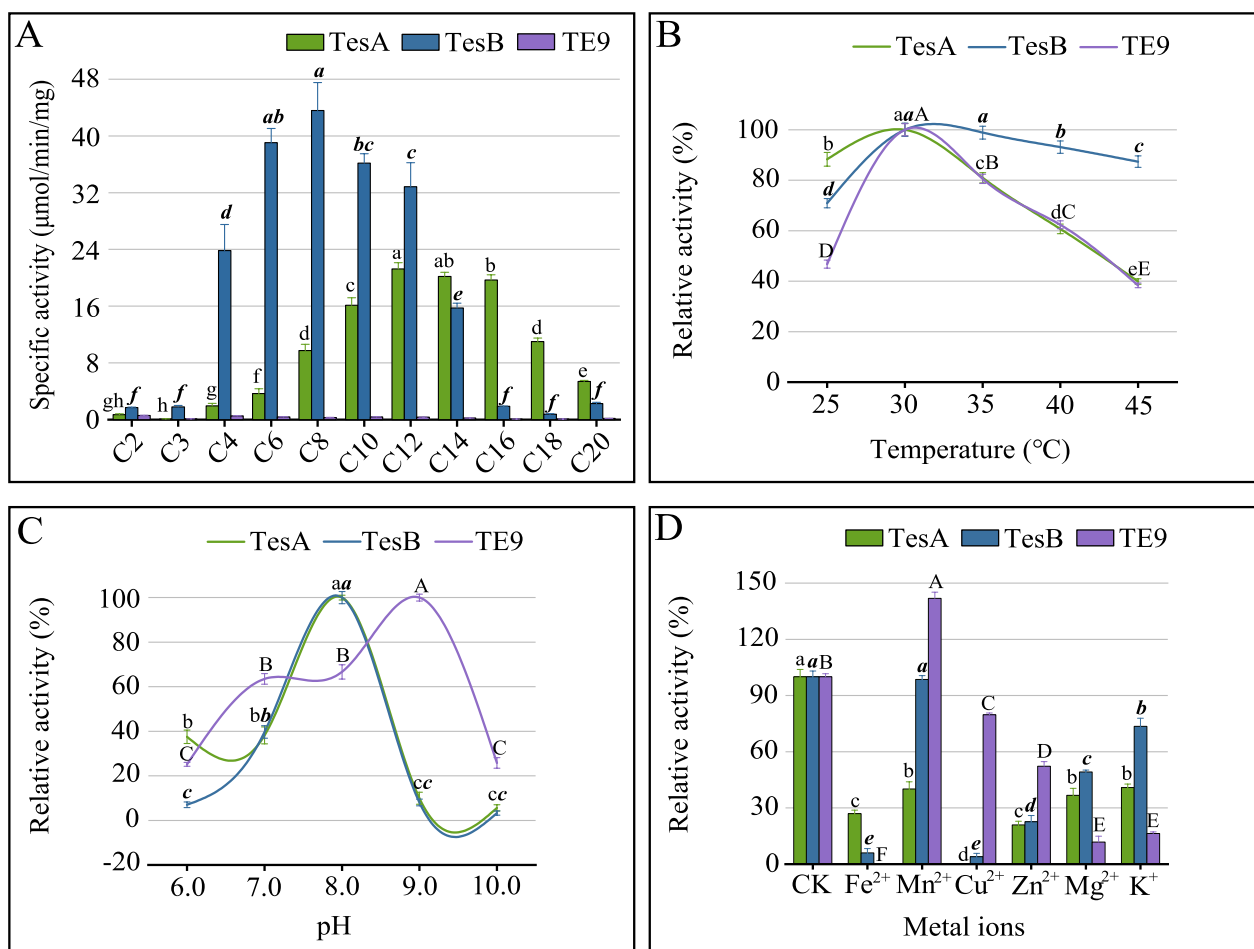 A
TesA TesB TE9
Specific activity (μmol/min/mg)
48
40
32
24
16
8
0
gh f h f g d f ab d a c bc a c ab e b f d f e f
C2 C3 C4 C6 C8 C10 C12 C14 C16 C18 C20
B
TesA TesB TE9
Relative activity (%)
100
80
60
40
20
0
b d D aaA a cB b dC c eE
25 30 35 40 45
Temperature (°C)
C
TesA TesB TE9
Relative activity (%)
100
80
60
40
20
0
-20
b C c B bb aa B A cc C cc
6.0 7.0 8.0 9.0 10.0
pH
D
TesA TesB TE9
Relative activity (%)
150
120
90
60
30
0
a a B c e F b a A d e C c d D b c E b b E
CK Fe²⁺ Mn²⁺ Cu²⁺ Zn²⁺ Mg²⁺ K⁺
Metal ions